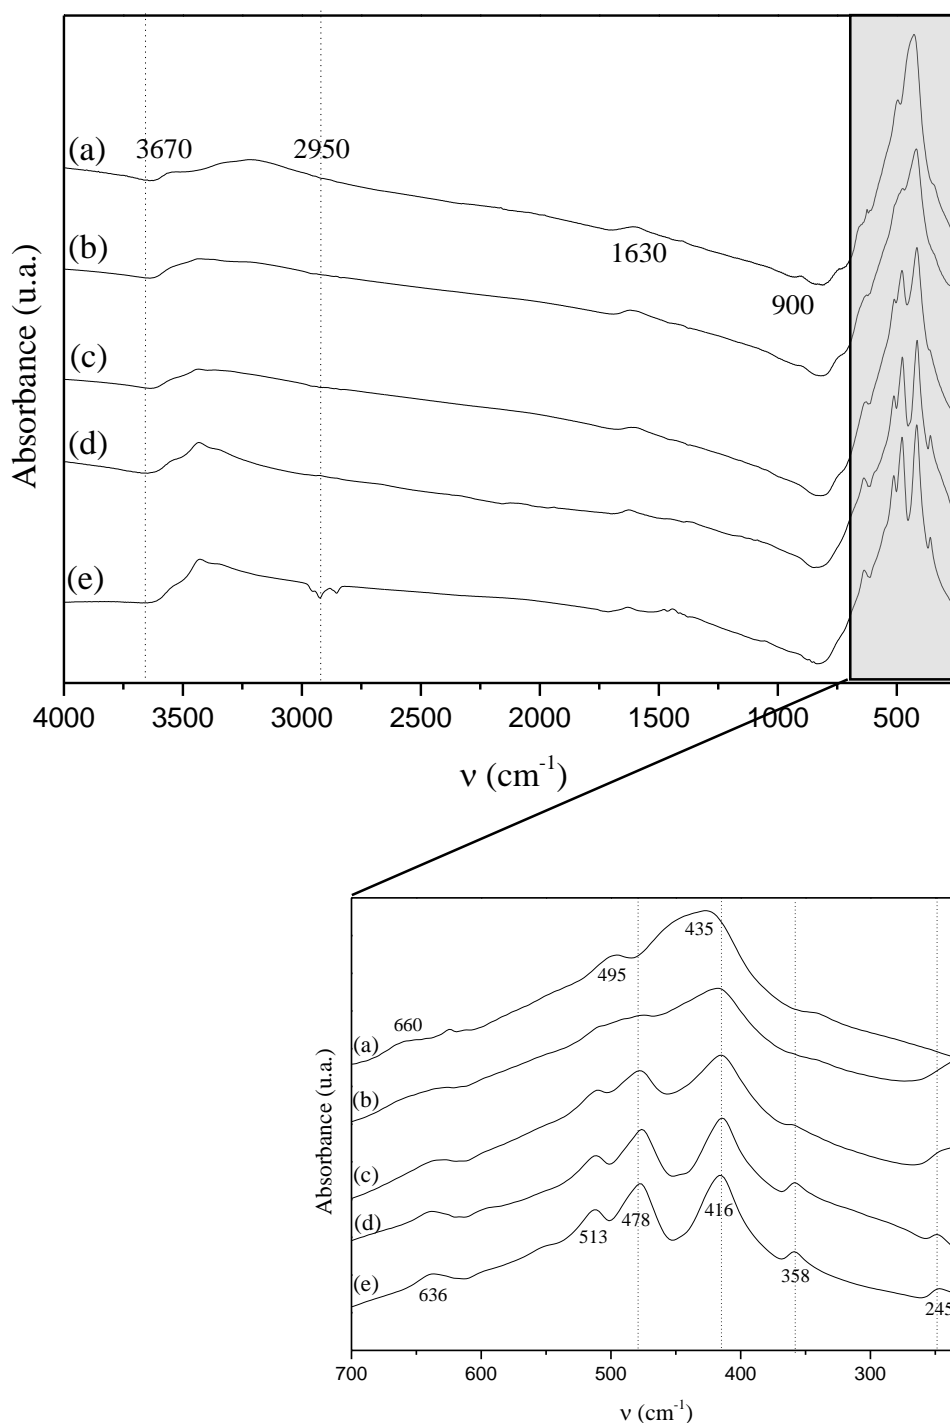 (a) 3670 2950
(b) 1630
900
(c)
(d)
(e)
Absorbance (u.a.)
4000 3500 3000 2500 2000 1500 1000 500
ν (cm-1)
435
495
660
(a)
(b)
(c)
(d)
513 478 416
358
(e) 636 245
Absorbance (u.a.)
700 600 500 400 300
ν (cm-1)